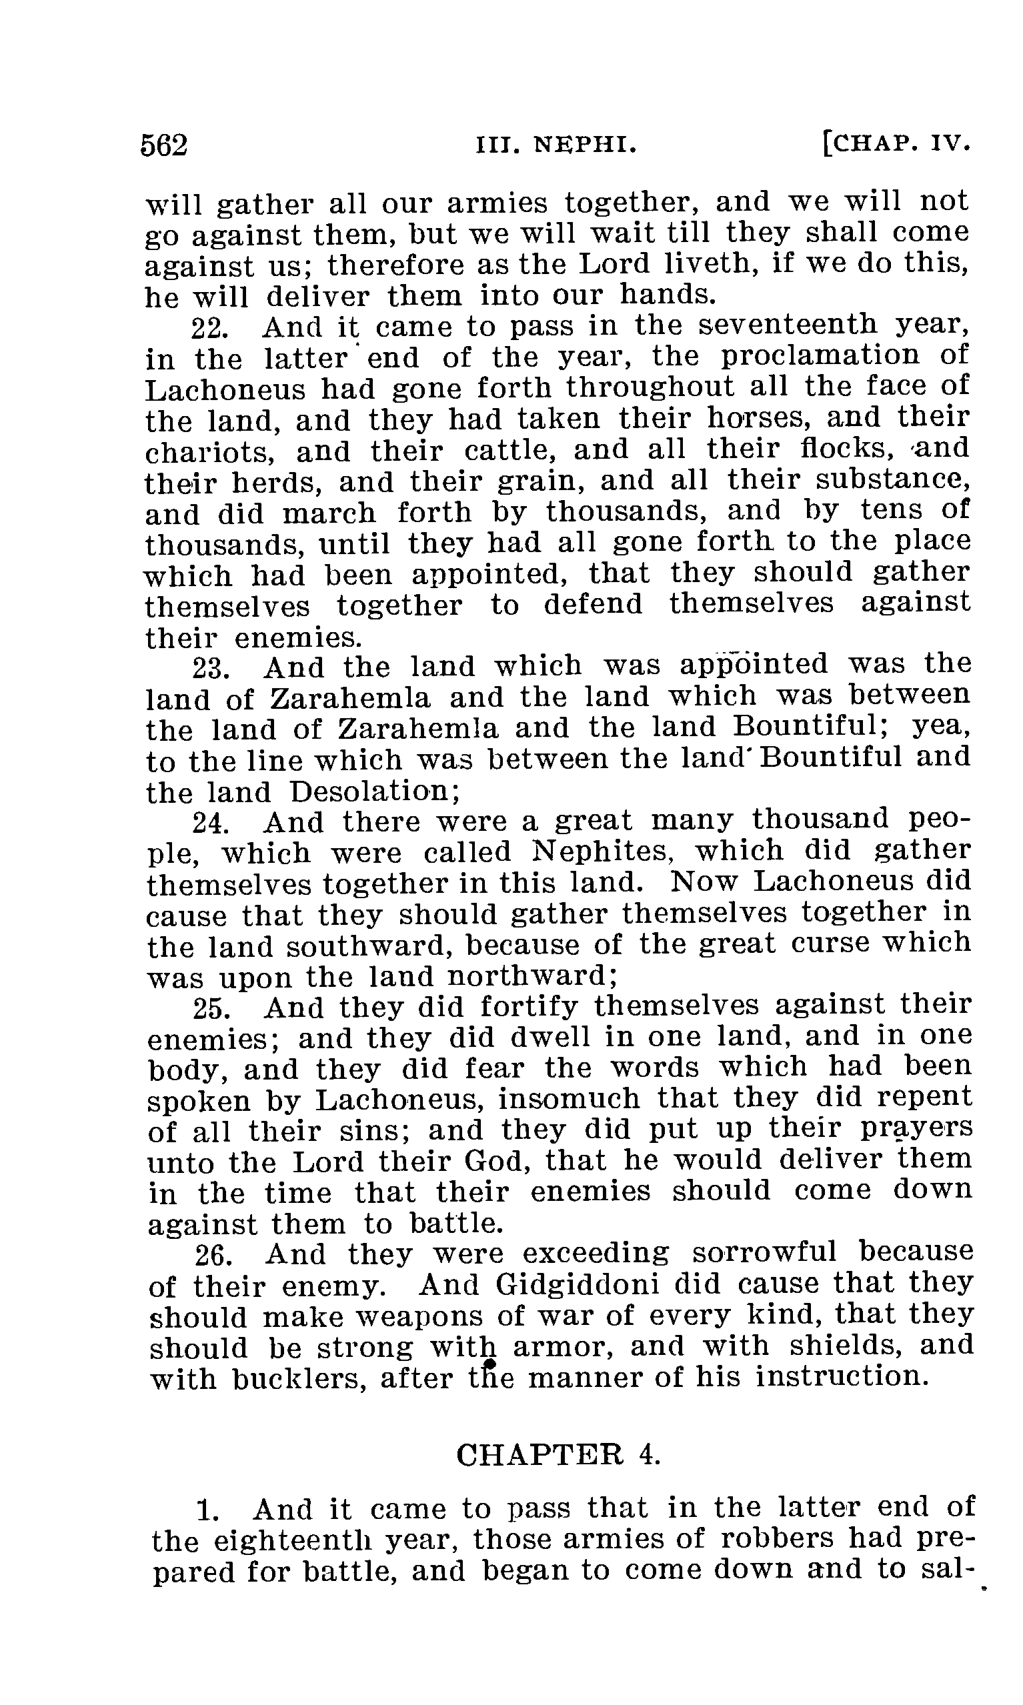 562 III. NEPHI. [CHAP. IV.
will gather all our armies together, and we will not
go against them, but we will wait till they shall come
against us; therefore as the Lord liveth, if we do this,
he will deliver them into our hands.
22. And it came to pass in the seventeenth year,
in the latter end of the year, the proclamation of
Lachoneus had gone forth throughout all the face of
the land, and they had taken their horses, and their
chariots, and their cattle, and all their flocks, and
their herds, and their grain, and all their substance,
and did march forth by thousands, and by tens of
thousands, until they had all gone forth to the place
which had been appointed, that they should gather
themselves together to defend themselves against
their enemies.
23. And the land which was appointed was the
land of Zarahemla and the land which was between
the land of Zarahemla and the land Bountiful; yea,
to the line which was between the land Bountiful and
the land Desolation;
24. And there were a great many thousand peo-
ple, which were called Nephites, which did gather
themselves together in this land. Now Lachoneus did
cause that they should gather themselves together in
the land southward, because of the great curse which
was upon the land northward;
25. And they did fortify themselves against their
enemies; and they did dwell in one land, and in one
body, and they did fear the words which had been
spoken by Lachoneus, insomuch that they did repent
of all their sins; and they did put up their prayers
unto the Lord their God, that he would deliver them
in the time that their enemies should come down
against them to battle.
26. And they were exceeding sorrowful because
of their enemy. And Gidgiddoni did cause that they
should make weapons of war of every kind, that they
should be strong with armor, and with shields, and
with bucklers, after the manner of his instruction.
CHAPTER 4.
1. And it came to pass that in the latter end of
the eighteenth year, those armies of robbers had pre-
pared for battle, and began to come down and to sal-